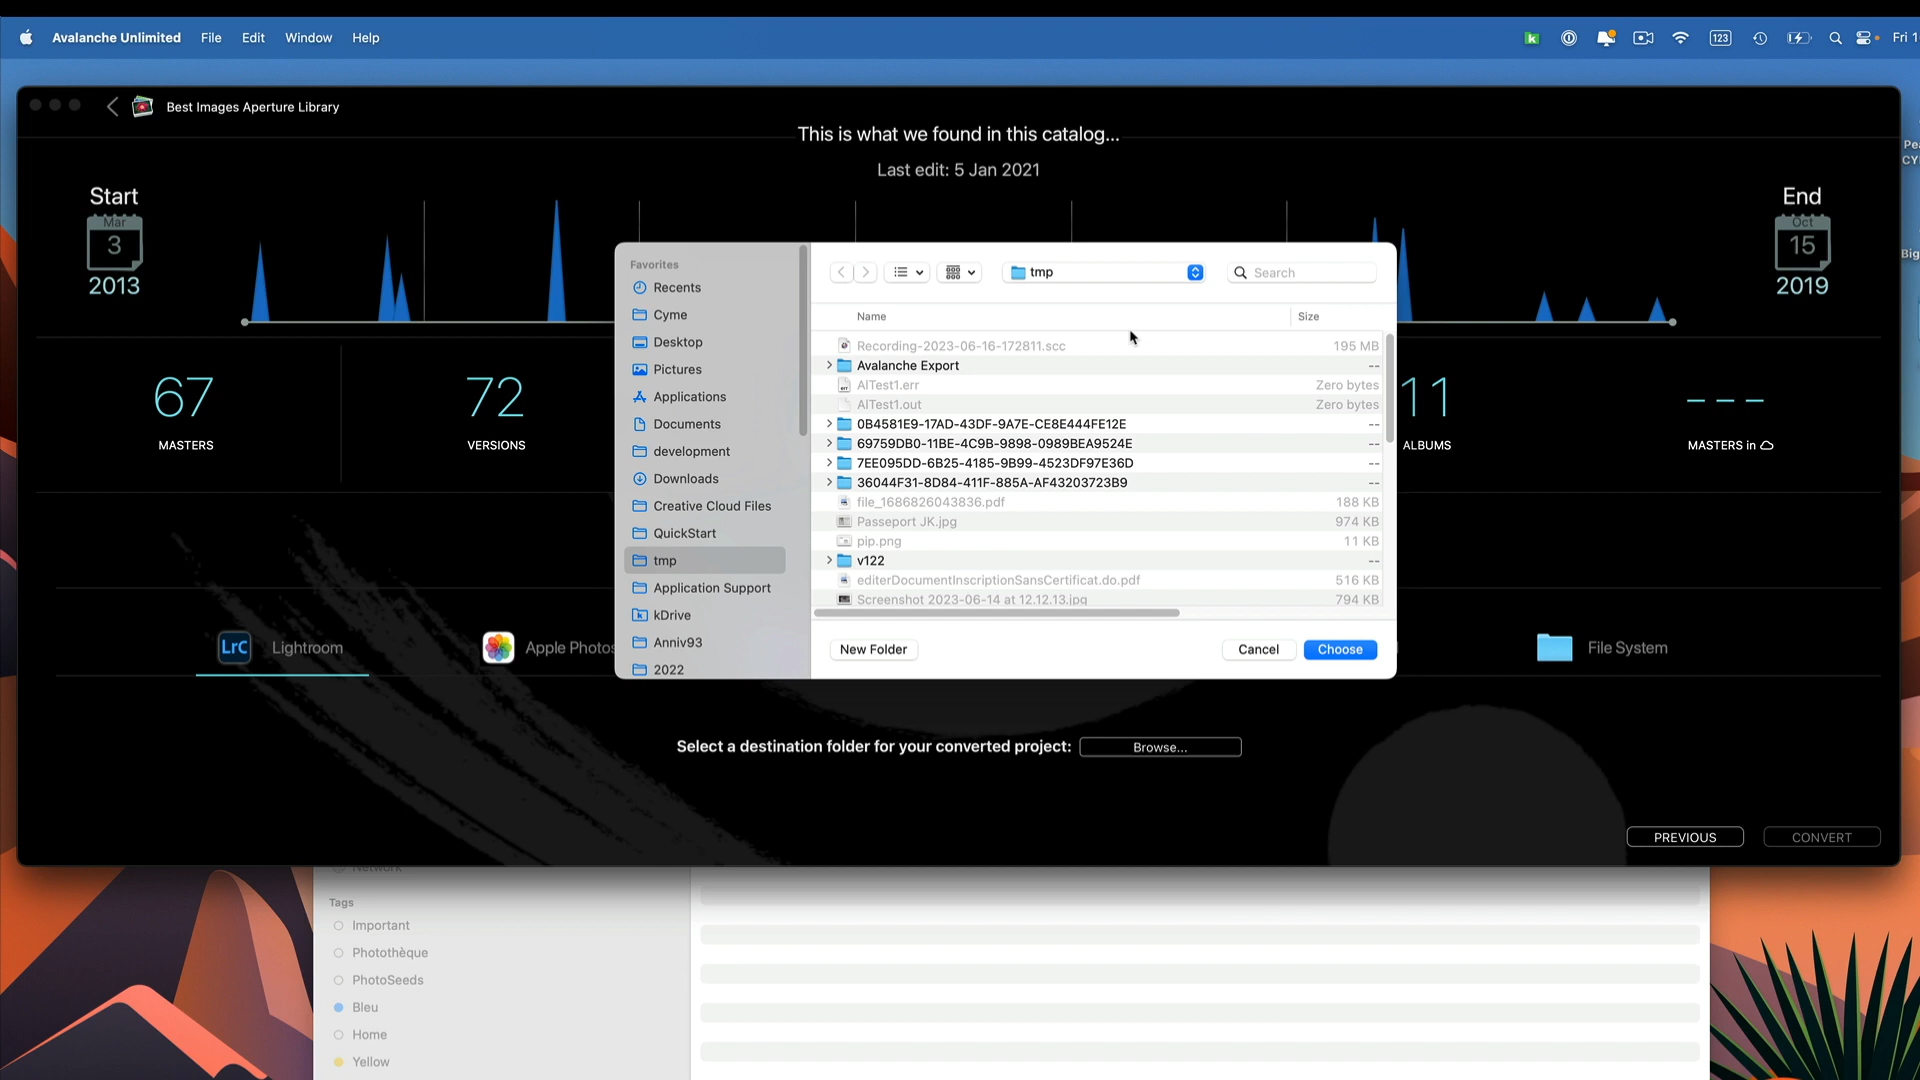 Avalanche Unlimited File Edit Window Help
k 123 Fri 1
Best Images Aperture Library
This is what we found in this catalog...
Last edit: 5 Jan 2021
Start
Mar
3
2013
End
Oct
15
2019
Pea
CY
Big
67
MASTERS
72
VERSIONS
11
ALBUMS
– – –
MASTERS in
Favorites
Recents
Cyme
Desktop
Pictures
Applications
Documents
development
Downloads
Creative Cloud Files
QuickStart
tmp
Application Support
kDrive
Anniv93
2022
tmp
Search
Name Size
Recording-2023-06-16-172811.scc 195 MB
Avalanche Export --
AITest1.err Zero bytes
AITest1.out Zero bytes
0B4581E9-17AD-43DF-9A7E-CE8E444FE12E --
69759DB0-11BE-4C9B-9898-0989BEA9524E --
7EE095DD-6B25-4185-9B99-4523DF97E36D --
36044F31-8D84-411F-885A-AF43203723B9 --
file_1686826043836.pdf 188 KB
Passeport JK.jpg 974 KB
pip.png 11 KB
v122 --
editerDocumentInscriptionSansCertificat.do.pdf 516 KB
Screenshot 2023-06-14 at 12.12.13.jpg 794 KB
New Folder Cancel Choose
LrC Lightroom
Apple Photos
File System
Select a destination folder for your converted project: Browse...
PREVIOUS CONVERT
Network
Tags
Important
Photothèque
PhotoSeeds
Bleu
Home
Yellow